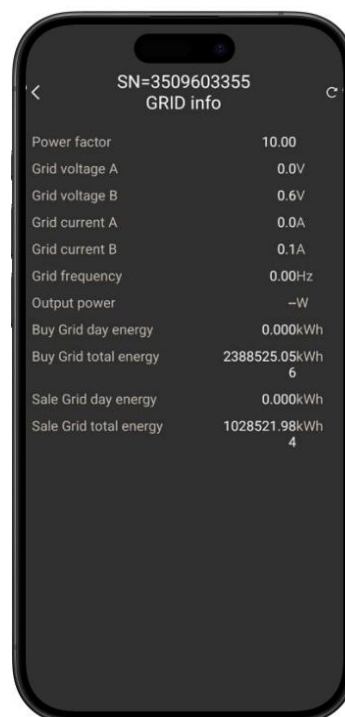 SN=3509603355
GRID info
Power factor 10.00
Grid voltage A 0.0V
Grid voltage B 0.6V
Grid current A 0.0A
Grid current B 0.1A
Grid frequency 0.00Hz
Output power --W
Buy Grid day energy 0.000kWh
Buy Grid total energy 2388525.05kWh
6
Sale Grid day energy 0.000kWh
Sale Grid total energy 1028521.98kWh
4